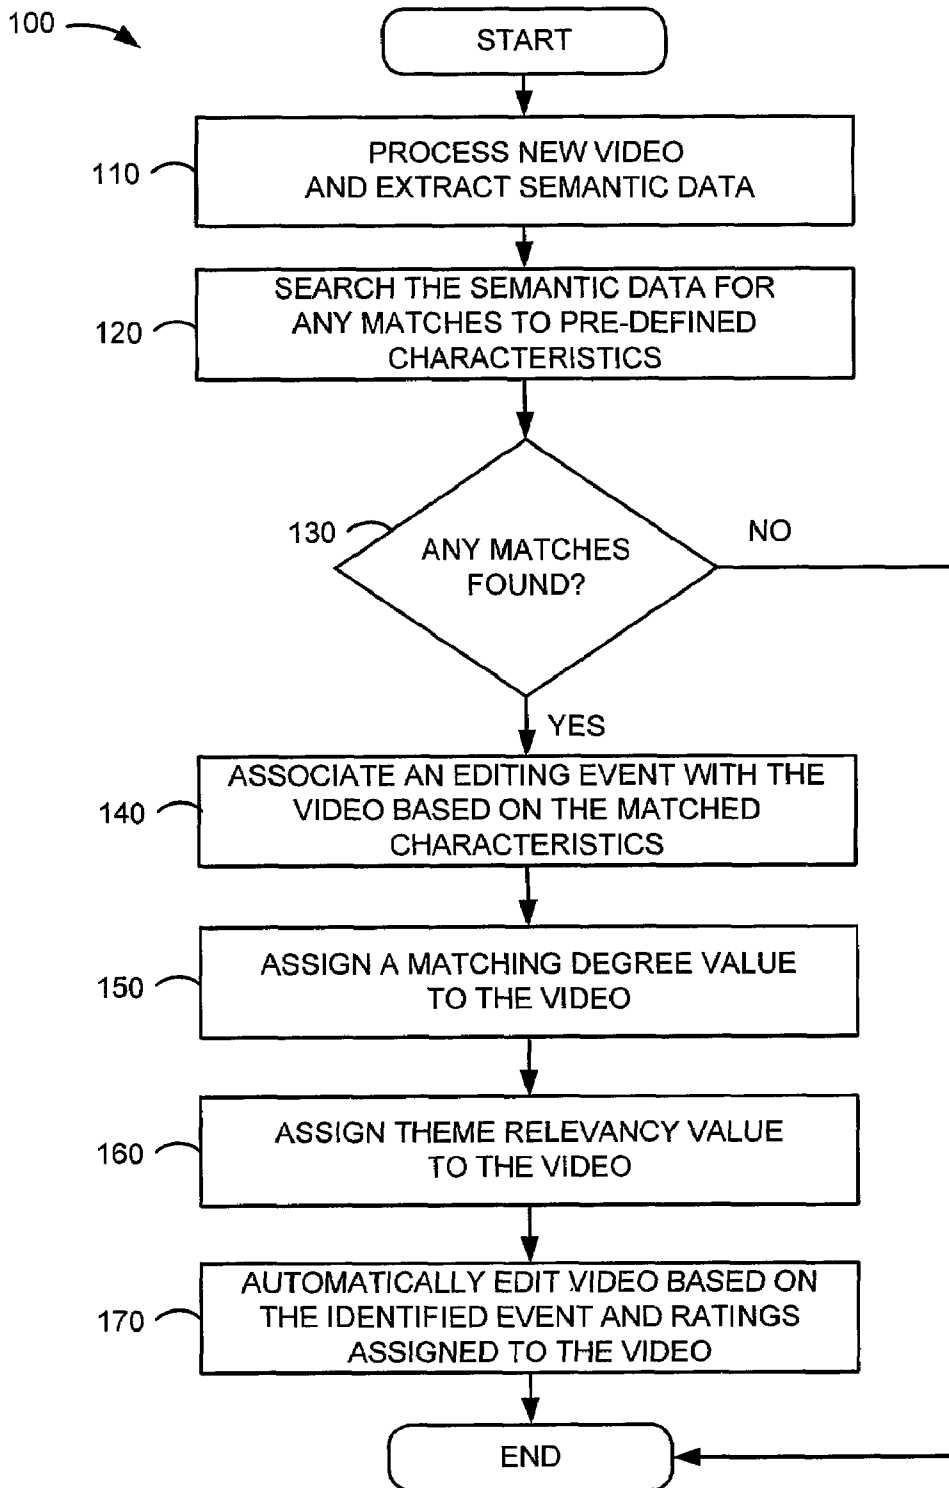 100
START
110
PROCESS NEW VIDEO
AND EXTRACT SEMANTIC DATA
120
SEARCH THE SEMANTIC DATA FOR
ANY MATCHES TO PRE-DEFINED
CHARACTERISTICS
130
ANY MATCHES
FOUND?
NO
YES
140
ASSOCIATE AN EDITING EVENT WITH THE
VIDEO BASED ON THE MATCHED
CHARACTERISTICS
150
ASSIGN A MATCHING DEGREE VALUE
TO THE VIDEO
160
ASSIGN THEME RELEVANCY VALUE
TO THE VIDEO
170
AUTOMATICALLY EDIT VIDEO BASED ON
THE IDENTIFIED EVENT AND RATINGS
ASSIGNED TO THE VIDEO
END